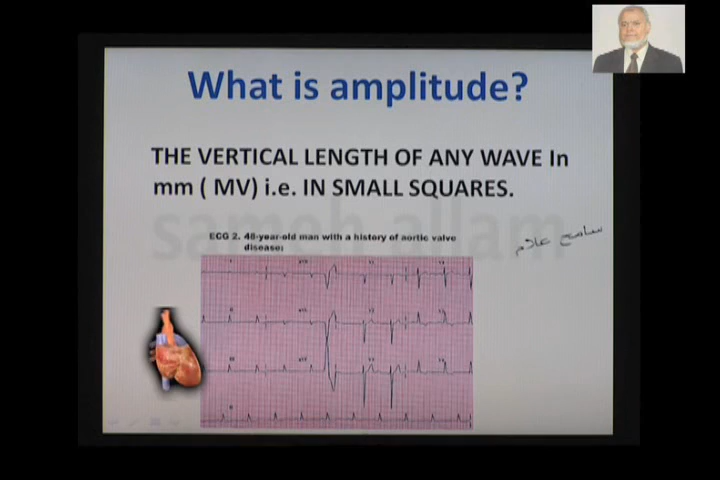 What is amplitude?
THE VERTICAL LENGTH OF ANY WAVE In
mm ( MV) i.e. IN SMALL SQUARES.
sameh allam
ECG 2. 48-year-old man with a history of aortic valve
disease:
سامح علام